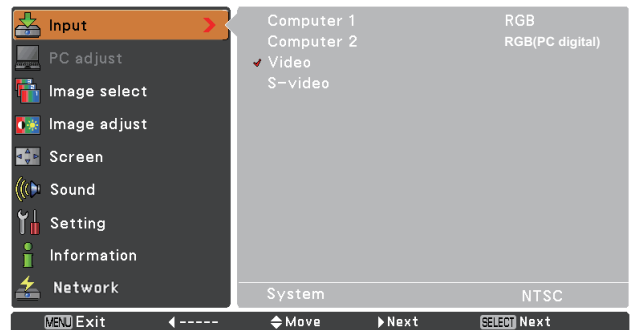 Input
PC adjust
Image select
Image adjust
Screen
Sound
Setting
Information
Network
Computer 1 RGB
Computer 2 RGB(PC digital)
Video
S-video
System NTSC
MENU Exit ----- Move Next SELECT Next